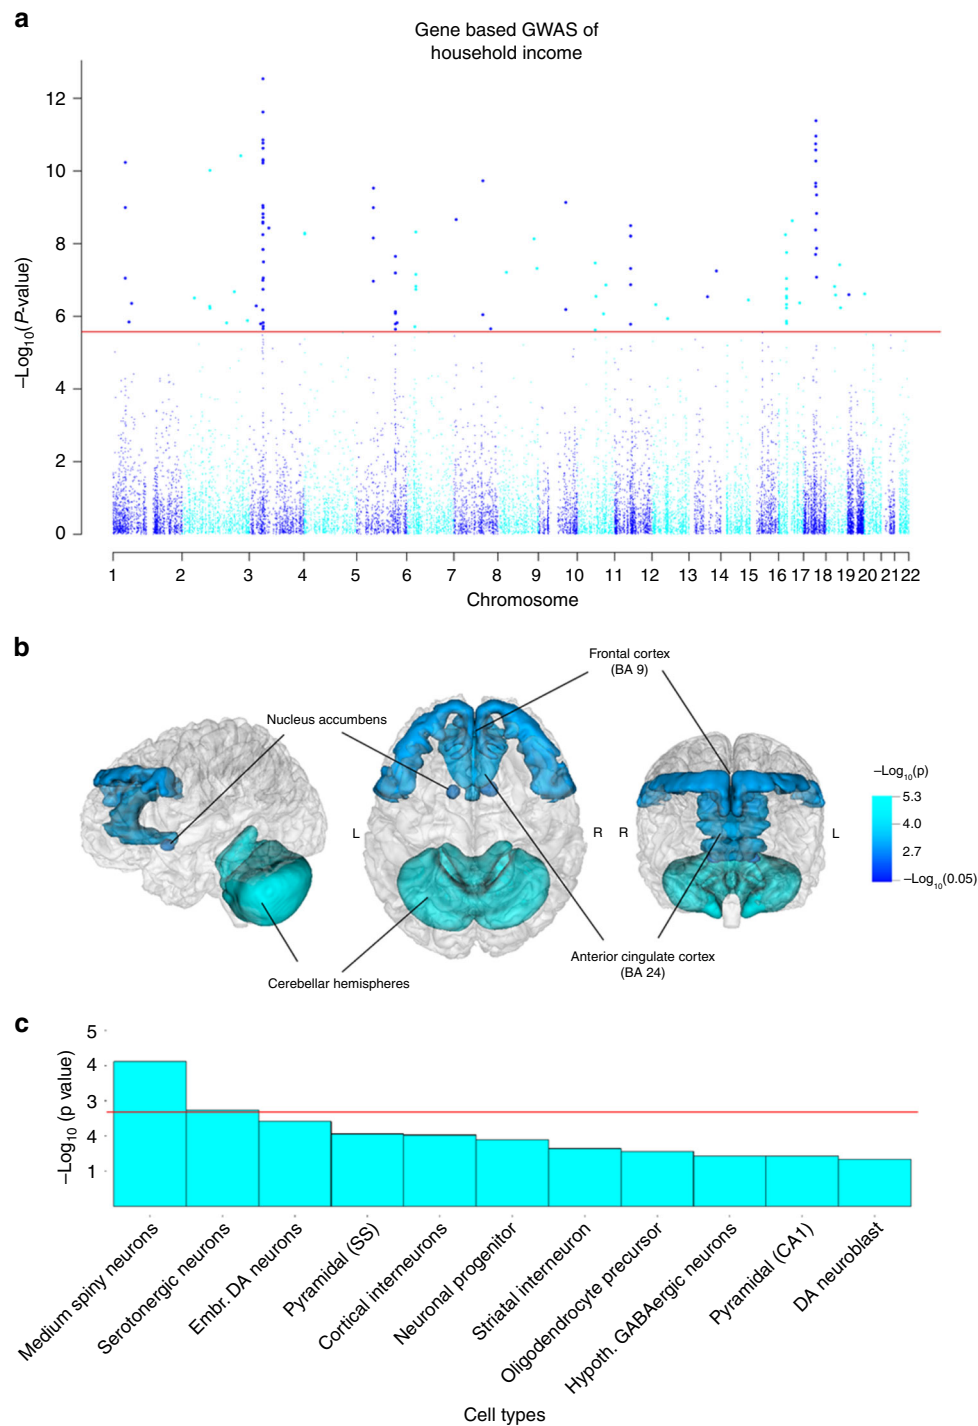 a
Gene based GWAS of
household income
12
10
8
6
4
2
0
–Log10(P-value)
1 2 3 4 5 6 7 8 9 10 11 12 13 14 15 16 17 18 19 20 21 22
Chromosome
b
Frontal cortex
(BA 9)
Nucleus accumbens
L
R
R
L
–Log10(p)
5.3
4.0
2.7
–Log10(0.05)
Anterior cingulate cortex
(BA 24)
Cerebellar hemispheres
c
5
4
3
4
1
–Log10 (p value)
Medium spiny neurons
Serotonergic neurons
Embr. DA neurons
Pyramidal (SS)
Cortical interneurons
Neuronal progenitor
Striatal interneuron
Oligodendrocyte precursor
Hypoth. GABAergic neurons
Pyramidal (CA1)
DA neuroblast
Cell types